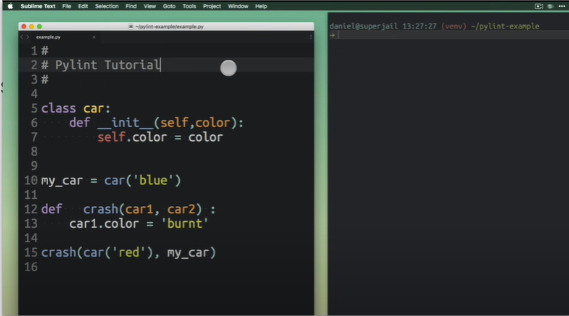 Sublime Text File Edit Selection Find View Goto Tools Project Window Help
~/pylint-example/example.py
example.py
1 #
2 # Pylint Tutorial
3 #
4
5 class car:
6 def __init__(self,color):
7 self.color = color
8
9
10 my_car = car('blue')
11
12 def crash(car1, car2) :
13 car1.color = 'burnt'
14
15 crash(car('red'), my_car)
16
daniel@superjail 13:27:27 (venv) ~/pylint-example